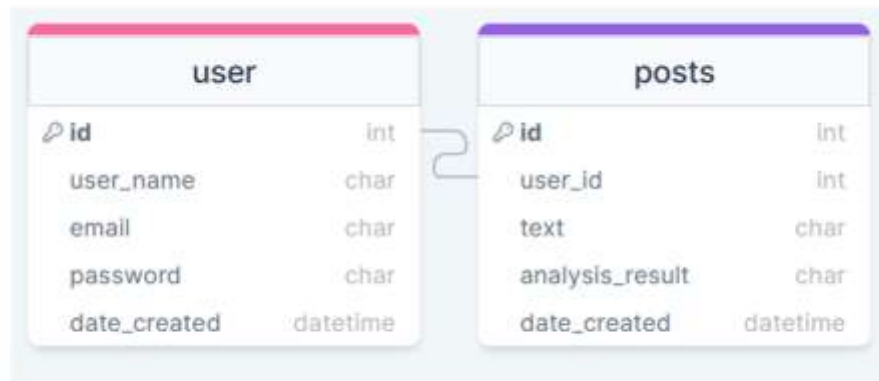 user
id int
user_name char
email char
password char
date_created datetime
posts
id int
user_id int
text char
analysis_result char
date_created datetime